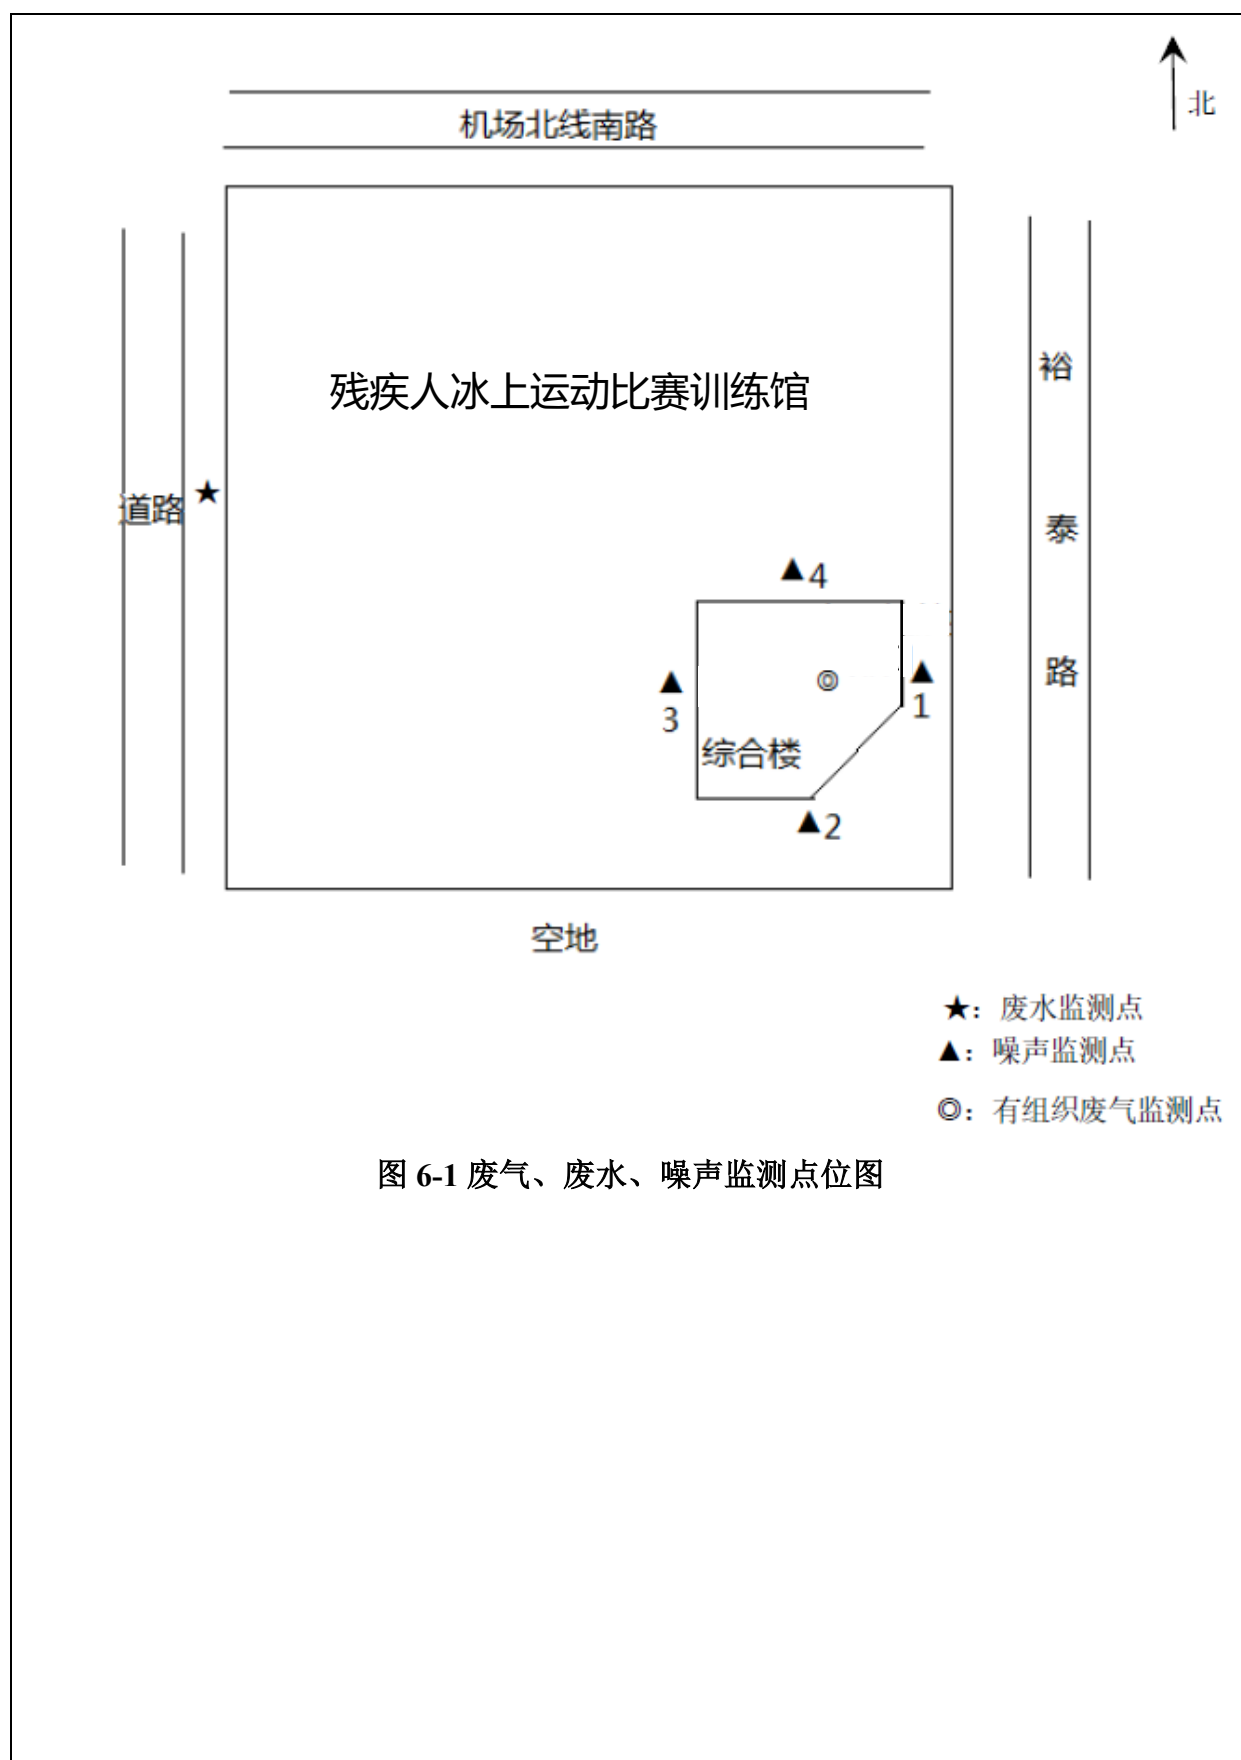 北
机场北线南路
残疾人冰上运动比赛训练馆
裕
泰
路
道路
★
▲4
▲
3
◎
▲
1
综合楼
▲2
空地
★：废水监测点
▲：噪声监测点
◎：有组织废气监测点
图 6-1 废气、废水、噪声监测点位图